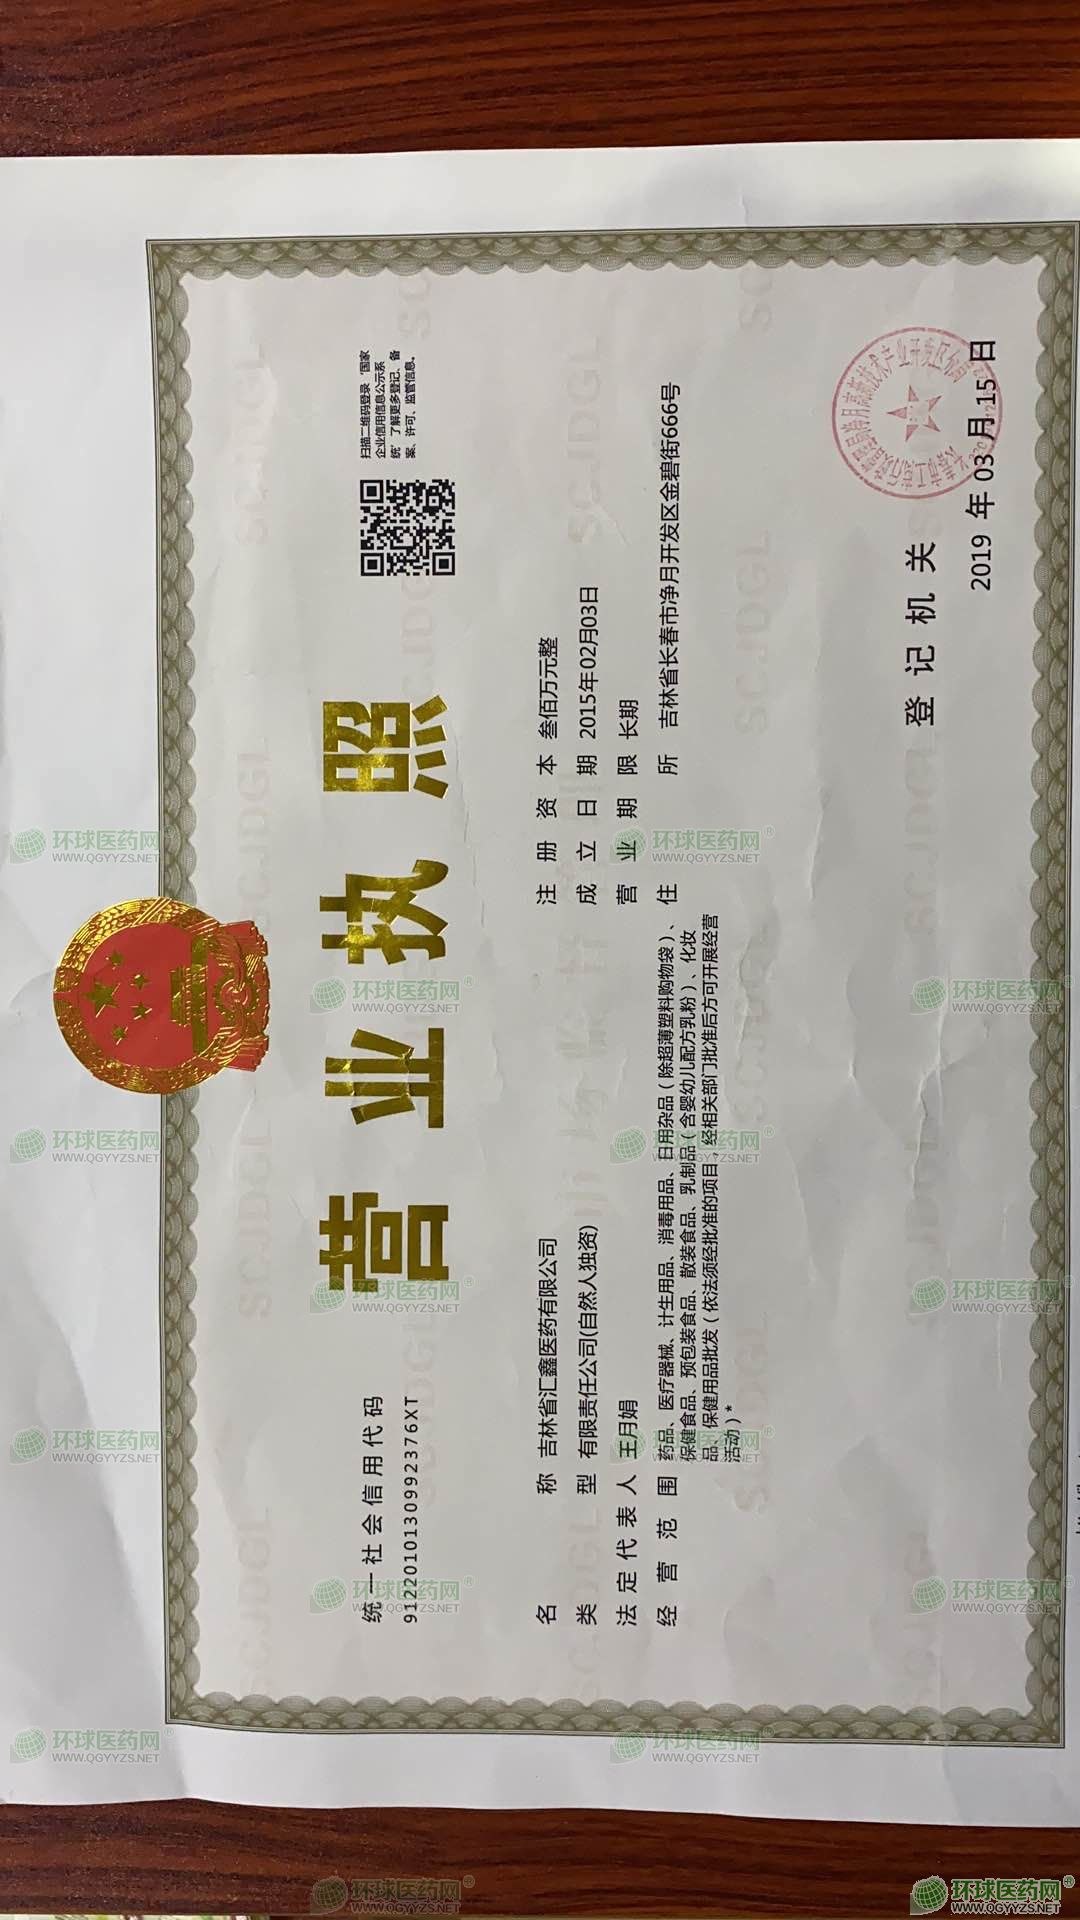 营业执照
统一社会信用代码
9122010130992376XT
扫描二维码登录“国家
企业信用信息公示系
统”了解更多登记、备
案、许可、监管信息。
名称 吉林省汇鑫医药有限公司
类型 有限责任公司(自然人独资)
法定代表人 王月娟
经营范围 药品、医疗器械、计生用品、消毒用品、日用杂品（除超薄塑料购物袋）、
保健食品、预包装食品、散装食品、乳制品（含婴幼儿配方乳粉）、化妆
品、保健用品批发（依法须经批准的项目，经相关部门批准后方可开展经营
活动）*
注册资本 叁佰万元整
成立日期 2015年02月03日
营业期限 长期
住所 吉林省长春市净月开发区金碧街666号
登记机关
2019 年 03 月 15 日
环球医药网
WWW.QGYYZS.NET